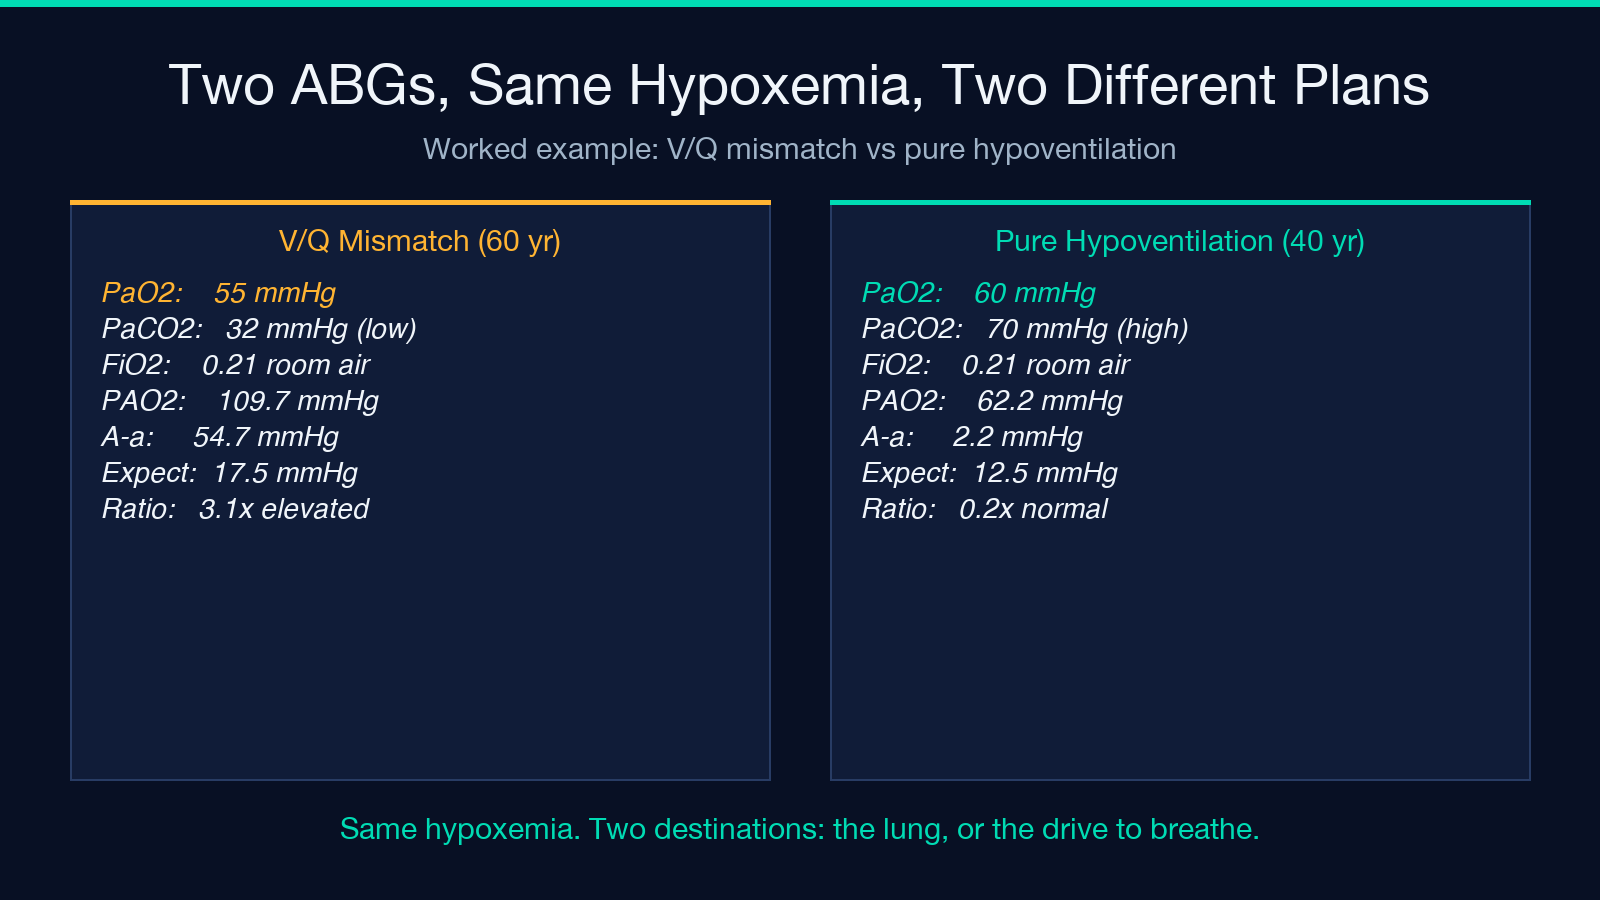 Two ABGs, Same Hypoxemia, Two Different Plans
Worked example: V/Q mismatch vs pure hypoventilation
V/Q Mismatch (60 yr)
PaO2: 55 mmHg
PaCO2: 32 mmHg (low)
FiO2: 0.21 room air
PAO2: 109.7 mmHg
A-a: 54.7 mmHg
Expect: 17.5 mmHg
Ratio: 3.1x elevated
Pure Hypoventilation (40 yr)
PaO2: 60 mmHg
PaCO2: 70 mmHg (high)
FiO2: 0.21 room air
PAO2: 62.2 mmHg
A-a: 2.2 mmHg
Expect: 12.5 mmHg
Ratio: 0.2x normal
Same hypoxemia. Two destinations: the lung, or the drive to breathe.